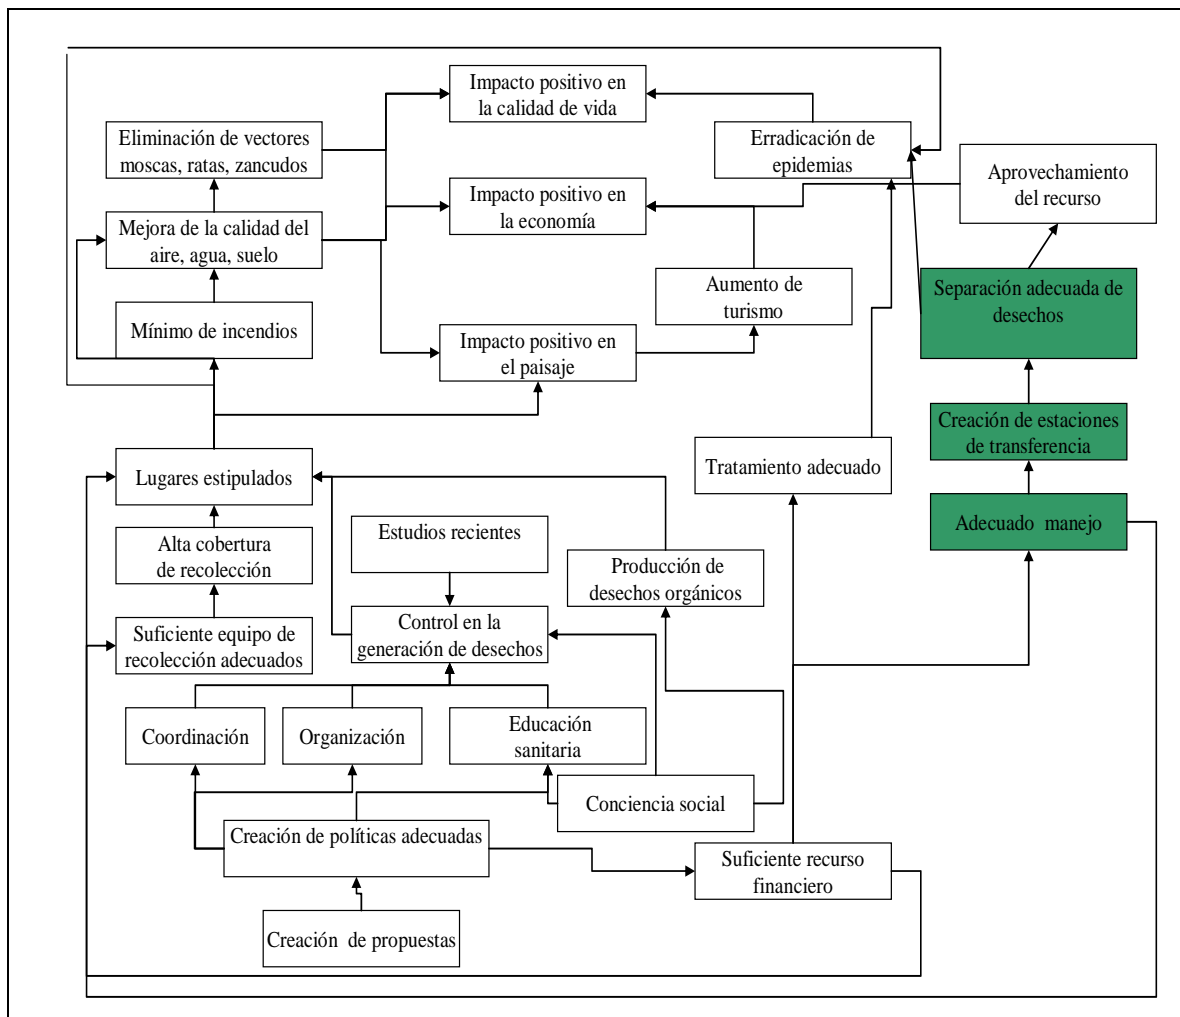 Impacto positivo en
la calidad de vida
Eliminación de vectores
moscas, ratas, zancudos
Erradicación de
epidemias
Aprovechamiento
del recurso
Impacto positivo en
la economía
Mejora de la calidad del
aire, agua, suelo
Aumento de
turismo
Separación adecuada de
desechos
Mínimo de incendios
Impacto positivo en
el paisaje
Creación de estaciones
de transferencia
Lugares estipulados
Tratamiento adecuado
Adecuado manejo
Estudios recientes
Alta cobertura
de recolección
Producción de
desechos orgánicos
Control en la
generación de desechos
Suficiente equipo de
recolección adecuados
Coordinación
Organización
Educación
sanitaria
Conciencia social
Creación de políticas adecuadas
Suficiente recurso
financiero
Creación de propuestas